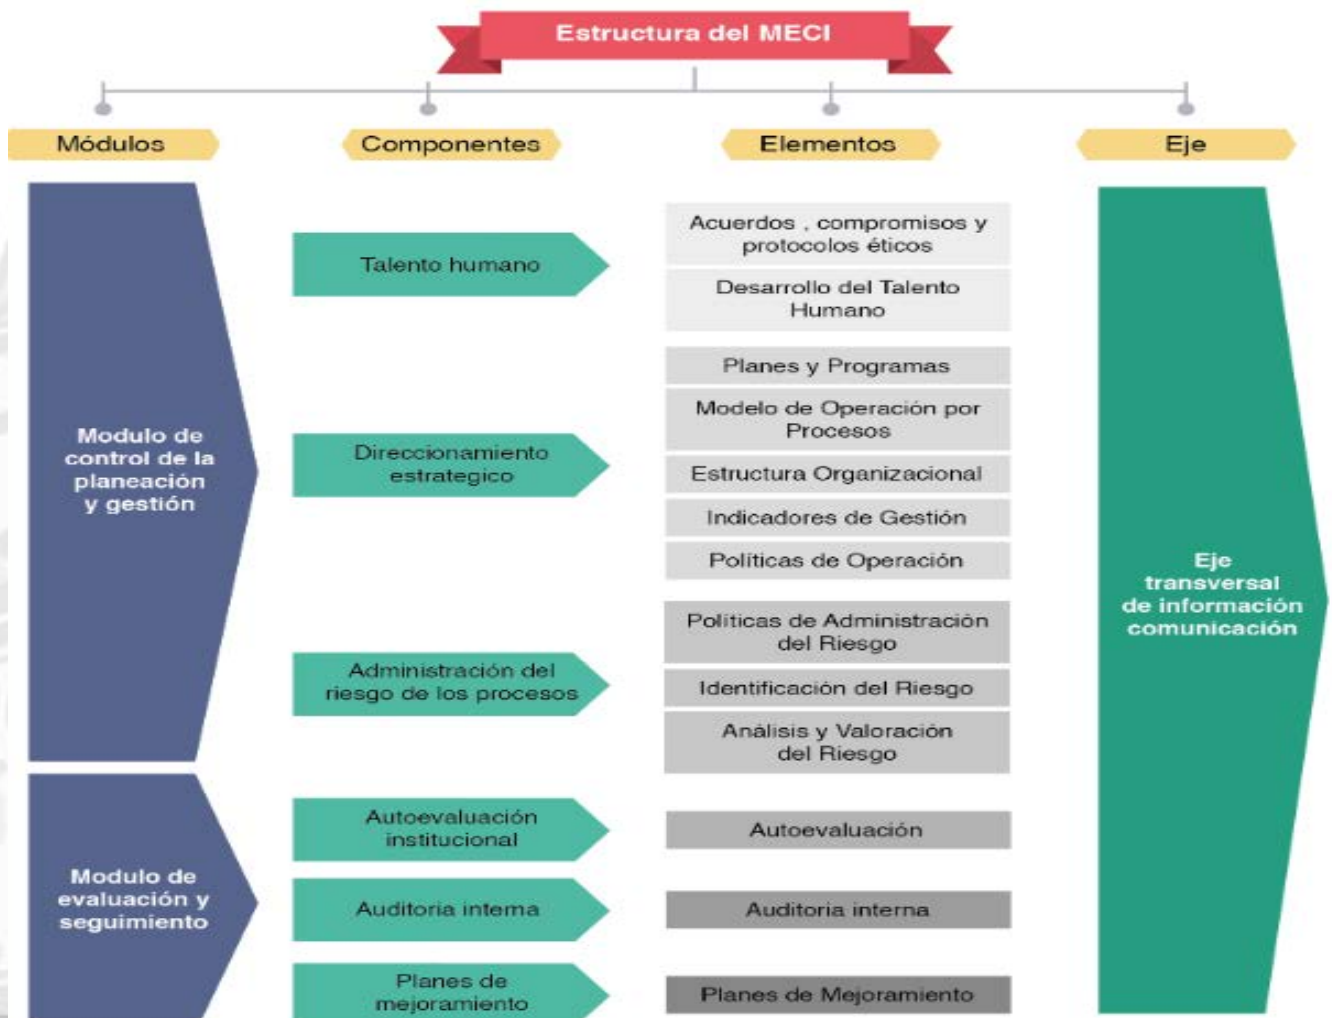 Estructura del MECI
Módulos
Componentes
Elementos
Eje
Modulo de
control de la
planeación
y gestión
Talento humano
Acuerdos , compromisos y
protocolos éticos
Desarrollo del Talento
Humano
Direccionamiento
estrategico
Planes y Programas
Modelo de Operación por
Procesos
Estructura Organizacional
Indicadores de Gestión
Políticas de Operación
Administración del
riesgo de los procesos
Políticas de Administración
del Riesgo
Identificación del Riesgo
Análisis y Valoración
del Riesgo
Modulo de
evaluación y
seguimiento
Autoevaluación
institucional
Autoevaluación
Auditoria interna
Auditoria interna
Planes de
mejoramiento
Planes de Mejoramiento
Eje
transversal
de información
comunicación